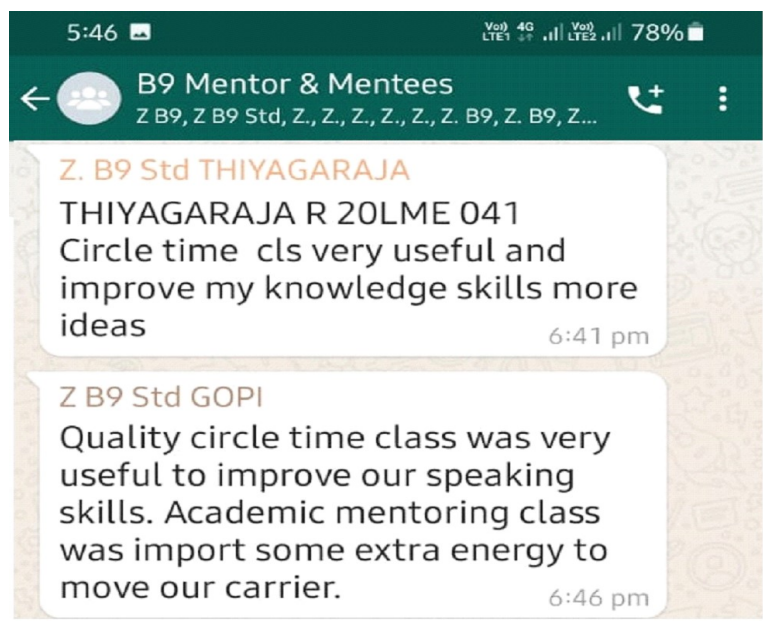 5:46 Vo)) LTE1 4G Vo)) LTE2 78%
B9 Mentor & Mentees
Z B9, Z B9 Std, Z., Z., Z., Z., Z., Z. B9, Z. B9, Z...
Z. B9 Std THIYAGARAJA
THIYAGARAJA R 20LME 041
Circle time cls very useful and
improve my knowledge skills more
ideas
6:41 pm
Z B9 Std GOPI
Quality circle time class was very
useful to improve our speaking
skills. Academic mentoring class
was import some extra energy to
move our carrier.
6:46 pm